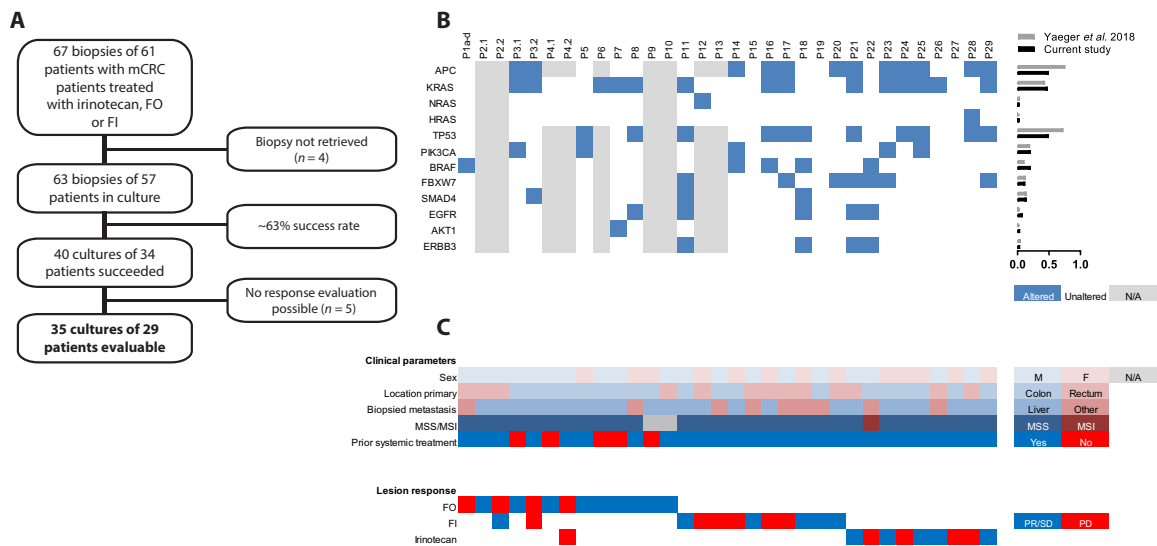 A
67 biopsies of 61
patients with mCRC
patients treated
with irinotecan, FO
or FI
Biopsy not retrieved
(n = 4)
63 biopsies of 57
patients in culture
~63% success rate
40 cultures of 34
patients succeeded
No response evaluation
possible (n = 5)
35 cultures of 29
patients evaluable
B
P1a-d P2.1 P2.2 P3.1 P3.2 P4.1 P4.2 P5 P6 P7 P8 P9 P10 P11 P12 P13 P14 P15 P16 P17 P18 P19 P20 P21 P22 P23 P24 P25 P26 P27 P28 P29
APC
KRAS
NRAS
HRAS
TP53
PIK3CA
BRAF
FBXW7
SMAD4
EGFR
AKT1
ERBB3
Yaeger et al. 2018
Current study
0.0 0.5 1.0
Altered Unaltered N/A
C
Clinical parameters
Sex
Location primary
Biopsied metastasis
MSS/MSI
Prior systemic treatment
M F N/A
Colon Rectum
Liver Other
MSS MSI
Yes No
Lesion response
FO
FI
Irinotecan
PR/SD PD